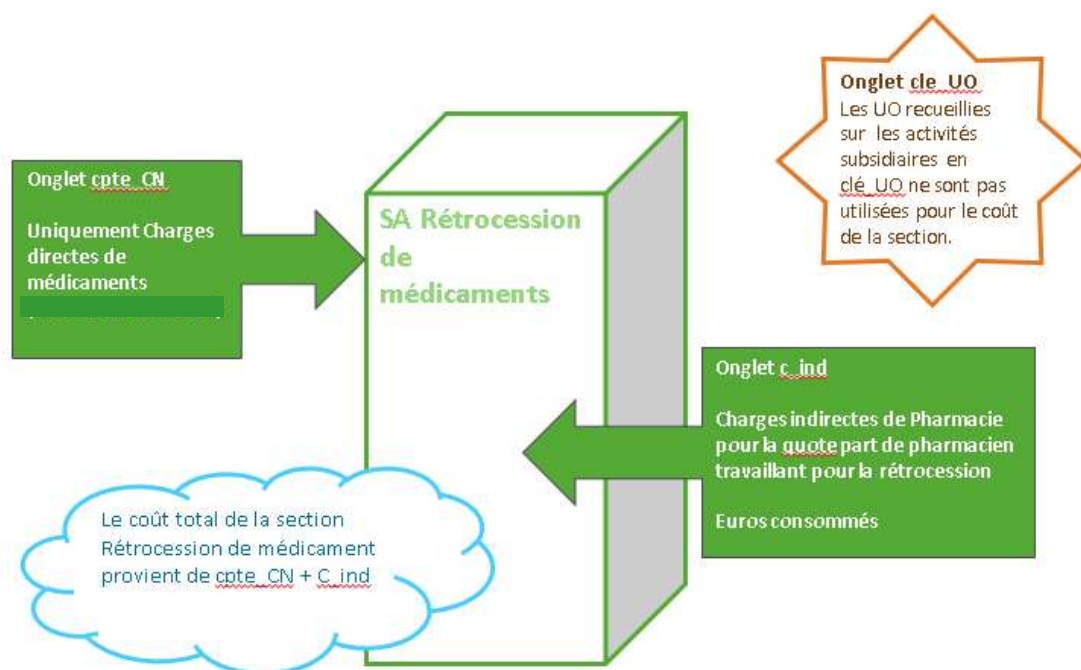 Onglet cle_UO
Les UO recueillies
sur les activités
subsidiaires en
clé_UO ne sont pas
utilisées pour le coût
de la section.
Onglet cpte_CN
Uniquement Charges
directes de
médicaments
SA Rétrocession
de
médicaments
Onglet c_ind
Charges indirectes de Pharmacie
pour la quote part de pharmacien
travaillant pour la rétrocession
Euros consommés
Le coût total de la section
Rétrocession de médicament
provient de cpte_CN + C_ind